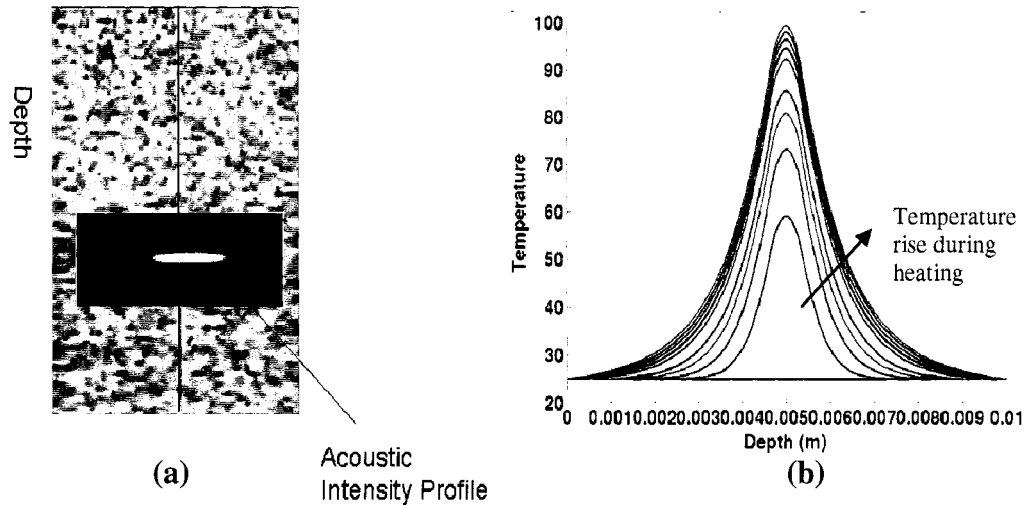 Depth
(a)
Acoustic
Intensity Profile
100
90
80
70
60
50
40
30
20
Temperature
0 0.001 0.002 0.003 0.004 0.005 0.006 0.007 0.008 0.009 0.01
Depth (m)
Temperature
rise during
heating
(b)